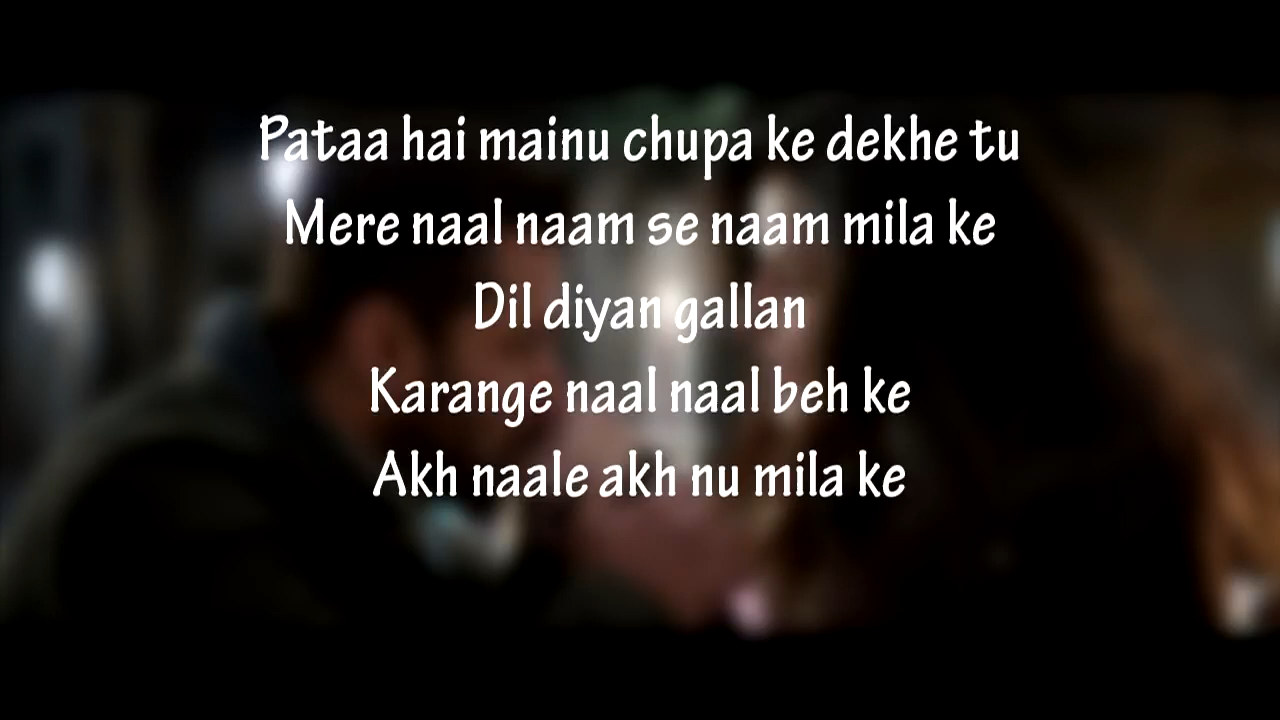 Pataa hai mainu chupa ke dekhe tu
Mere naal naam se naam mila ke
Dil diyan gallan
Karange naal naal beh ke
Akh naale akh nu mila ke